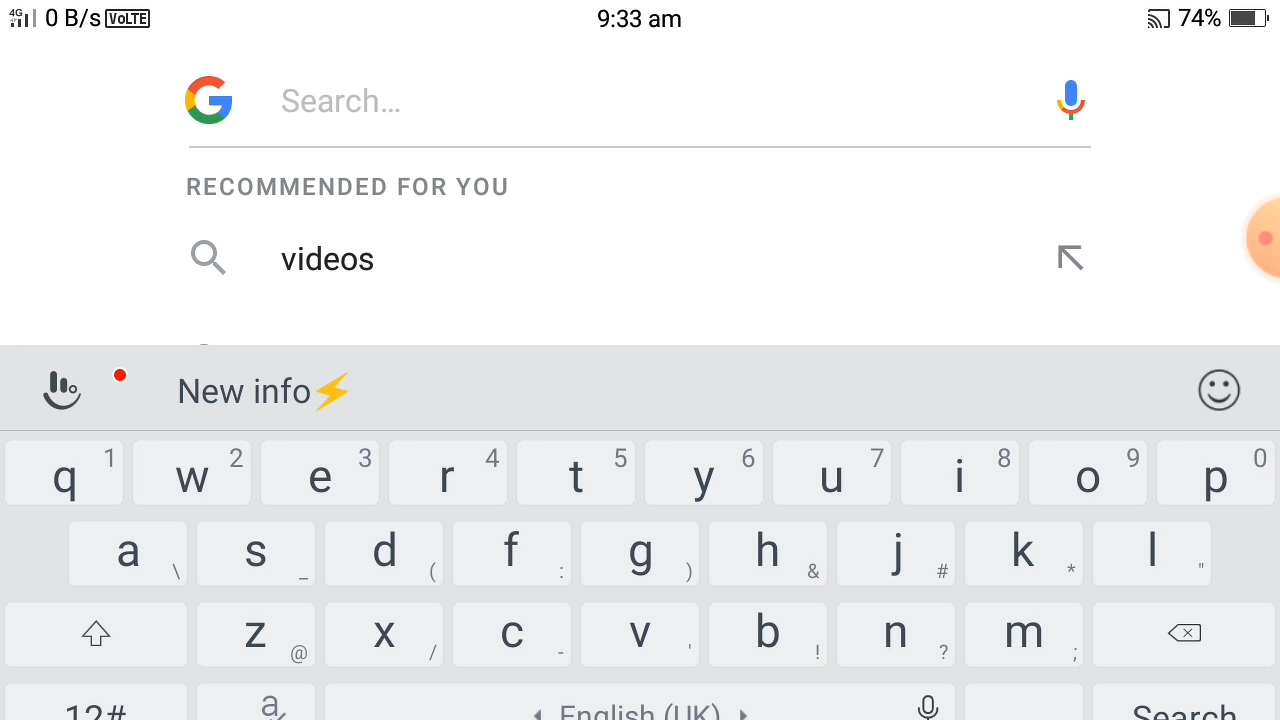 4G 0 B/s VoLTE 9:33 am 74%
Search…
RECOMMENDED FOR YOU
videos
New info⚡
q 1 w 2 e 3 r 4 t 5 y 6 u 7 i 8 o 9 p 0
a \ s _ d ( f : g ) h & j # k * l "
z @ x / c - v ' b ! n ? m ;
12# a English (UK) Search